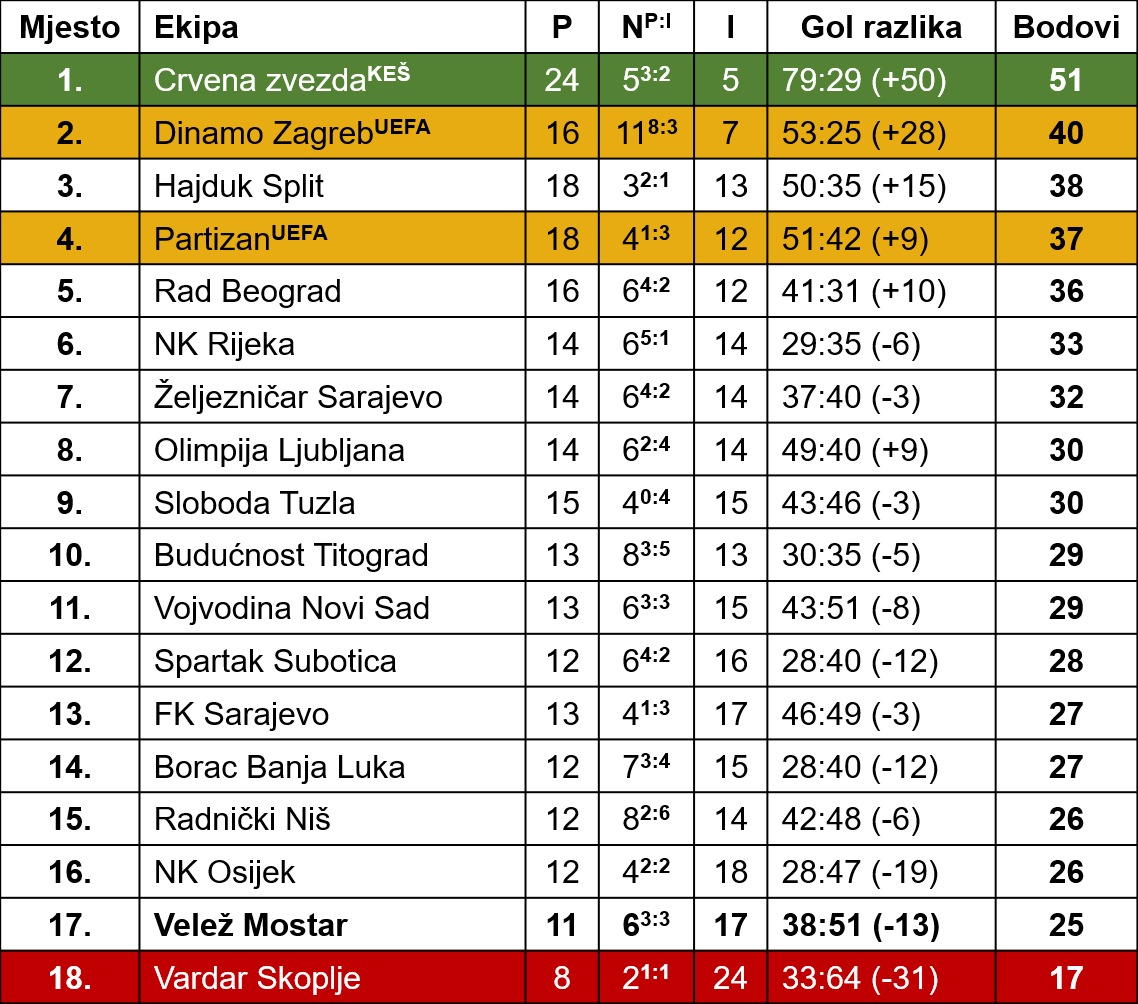 Mjesto Ekipa P N^P:I I Gol razlika Bodovi
1. Crvena zvezda^KEŠ 24 5^3:2 5 79:29 (+50) 51
2. Dinamo Zagreb^UEFA 16 11^8:3 7 53:25 (+28) 40
3. Hajduk Split 18 3^2:1 13 50:35 (+15) 38
4. Partizan^UEFA 18 4^1:3 12 51:42 (+9) 37
5. Rad Beograd 16 6^4:2 12 41:31 (+10) 36
6. NK Rijeka 14 6^5:1 14 29:35 (-6) 33
7. Željezničar Sarajevo 14 6^4:2 14 37:40 (-3) 32
8. Olimpija Ljubljana 14 6^2:4 14 49:40 (+9) 30
9. Sloboda Tuzla 15 4^0:4 15 43:46 (-3) 30
10. Budućnost Titograd 13 8^3:5 13 30:35 (-5) 29
11. Vojvodina Novi Sad 13 6^3:3 15 43:51 (-8) 29
12. Spartak Subotica 12 6^4:2 16 28:40 (-12) 28
13. FK Sarajevo 13 4^1:3 17 46:49 (-3) 27
14. Borac Banja Luka 12 7^3:4 15 28:40 (-12) 27
15. Radnički Niš 12 8^2:6 14 42:48 (-6) 26
16. NK Osijek 12 4^2:2 18 28:47 (-19) 26
17. Velež Mostar 11 6^3:3 17 38:51 (-13) 25
18. Vardar Skoplje 8 2^1:1 24 33:64 (-31) 17